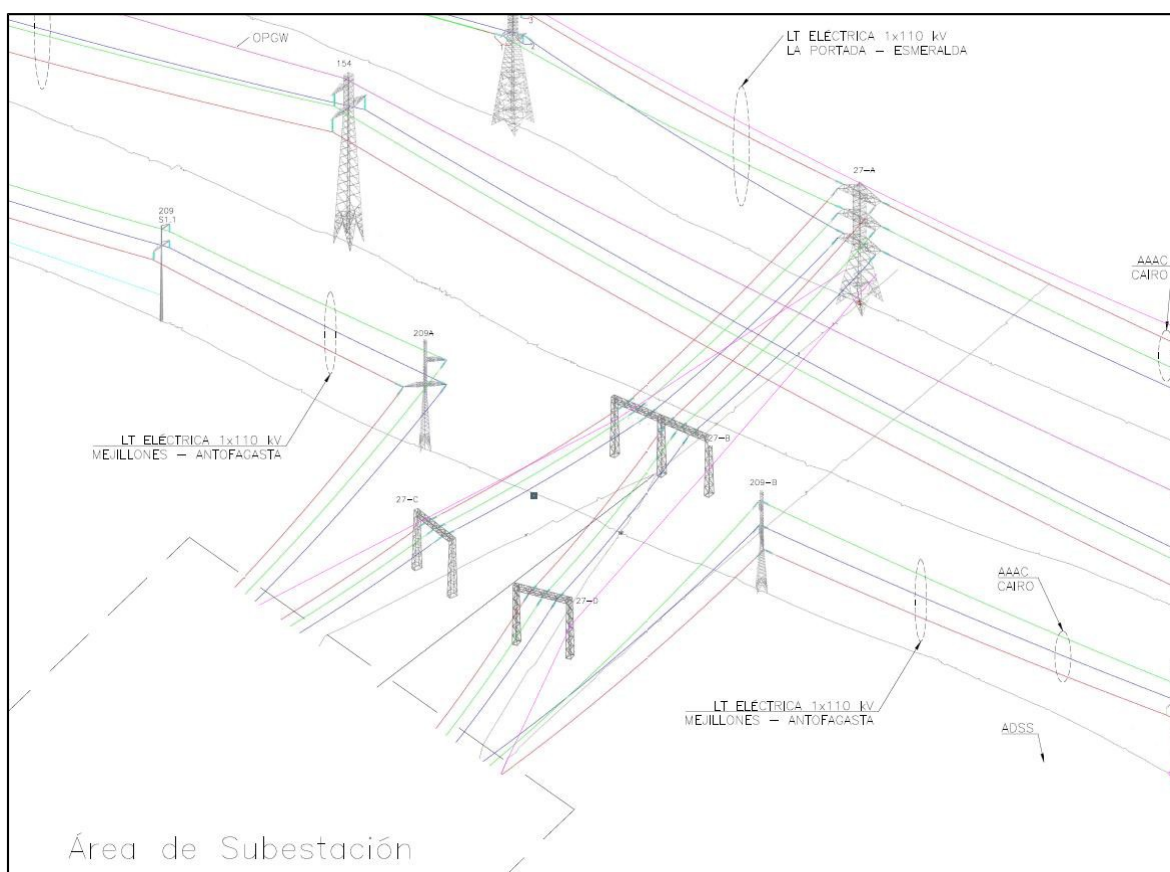 LT ELÉCTRICA 1x110 kV
LA PORTADA – ESMERALDA
OPGW
154
27-A
209
S1.1
AAAC
CAIRO
209A
LT ELÉCTRICA 1x110 kV
MEJILLONES – ANTOFAGASTA
27-B
209-B
27-C
AAAC
CAIRO
27-D
LT ELÉCTRICA 1x110 kV
MEJILLONES – ANTOFAGASTA
ADSS
Área de Subestación